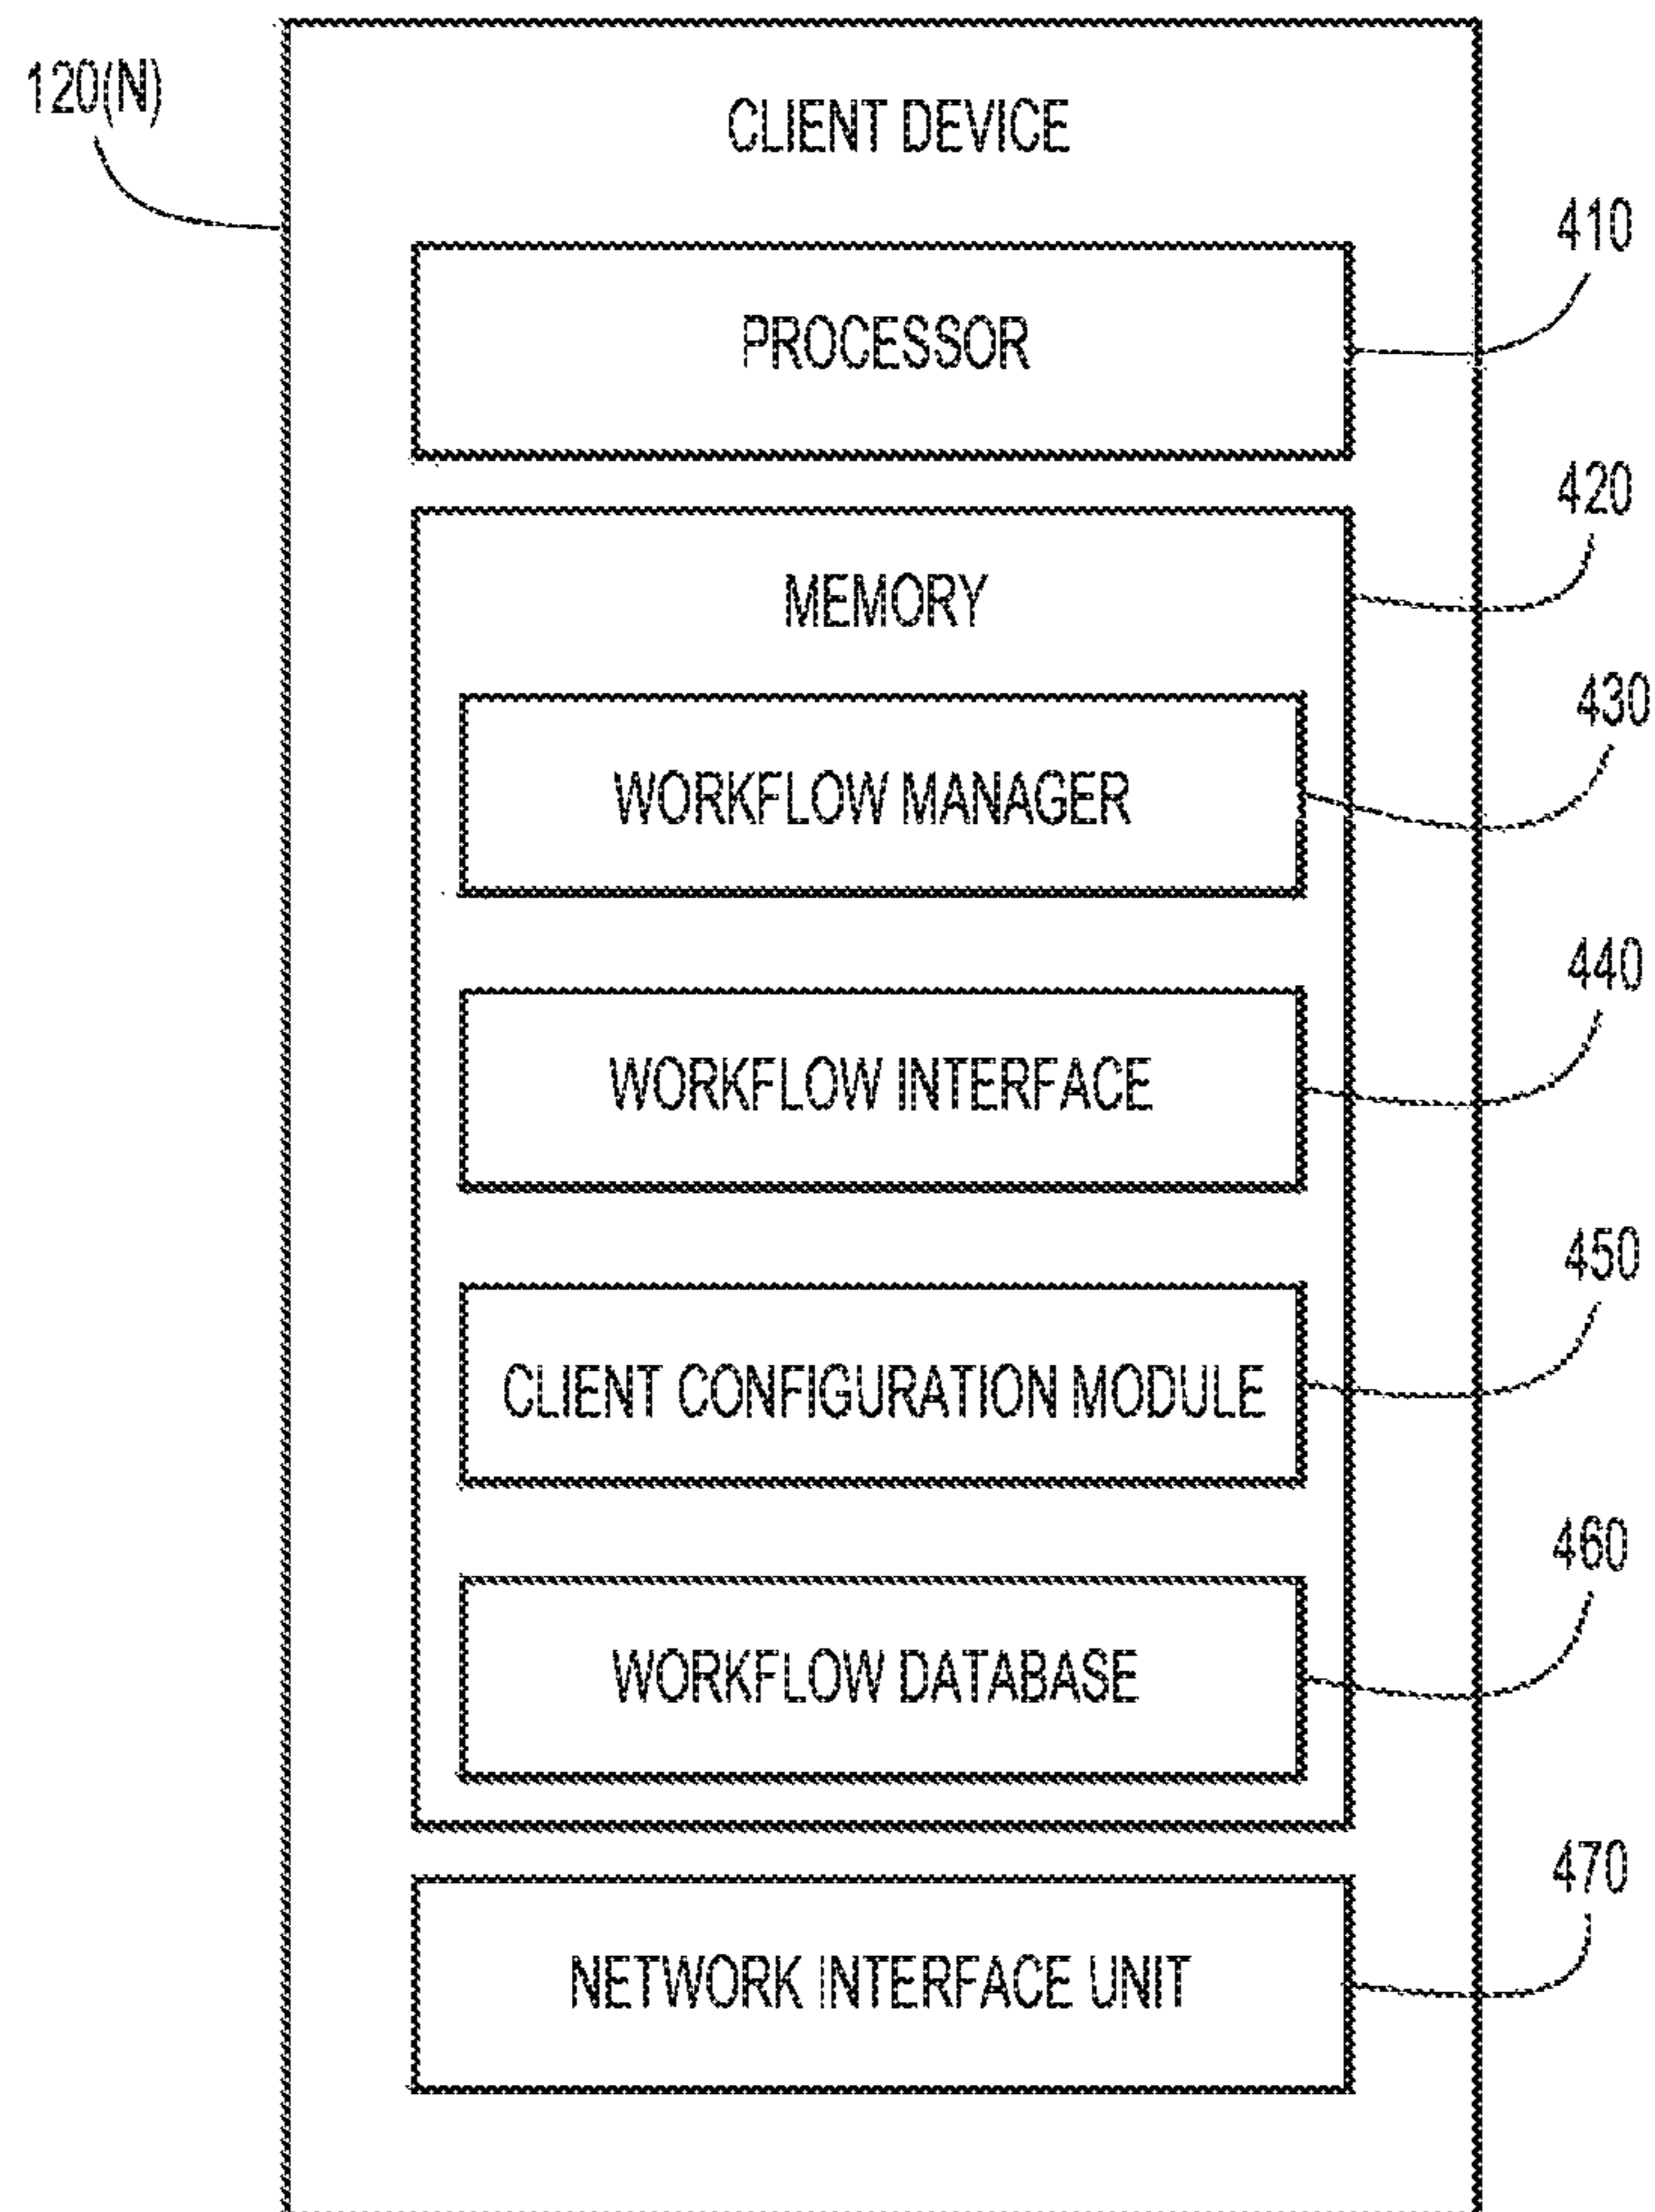 120(N)
CLIENT DEVICE
410
PROCESSOR
420
MEMORY
430
WORKFLOW MANAGER
440
WORKFLOW INTERFACE
450
CLIENT CONFIGURATION MODULE
460
WORKFLOW DATABASE
470
NETWORK INTERFACE UNIT